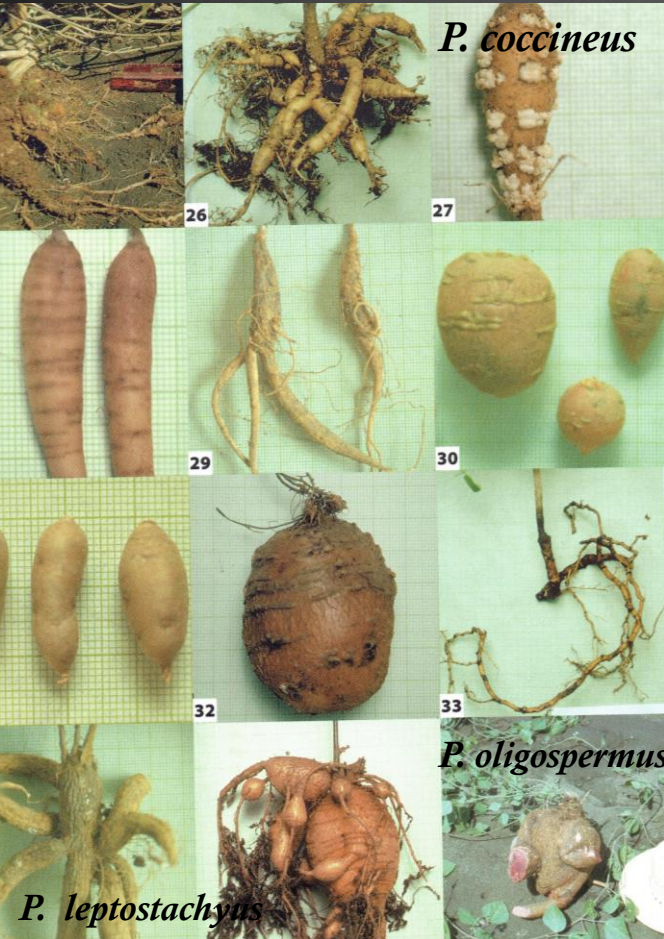 P. coccineus
26
27
29
30
32
33
P. oligospermus
P. leptostachyus